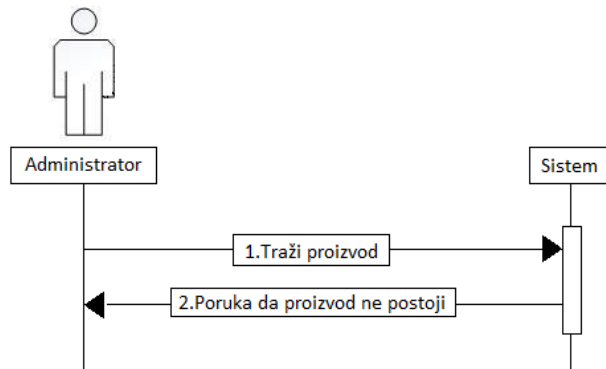 Administrator
Sistem
1.Traži proizvod
2.Poruka da proizvod ne postoji